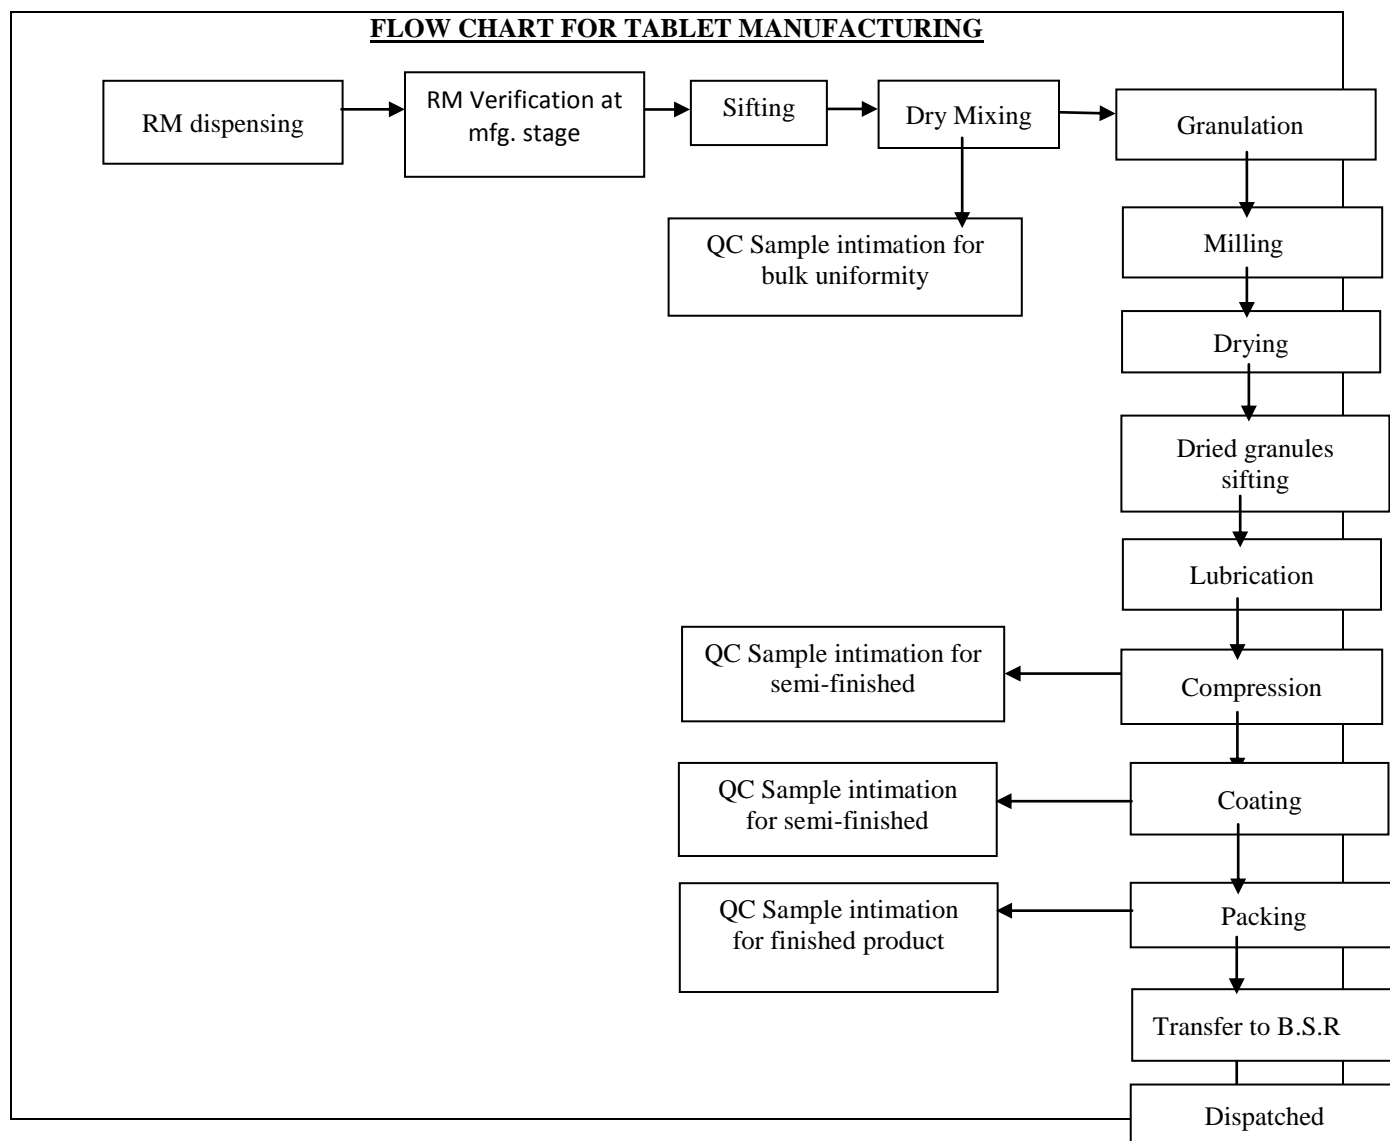 FLOW CHART FOR TABLET MANUFACTURING
RM dispensing
RM Verification at
mfg. stage
Sifting
Dry Mixing
Granulation
QC Sample intimation for
bulk uniformity
Milling
Drying
Dried granules
sifting
Lubrication
QC Sample intimation for
semi-finished
Compression
QC Sample intimation
for semi-finished
Coating
QC Sample intimation
for finished product
Packing
Transfer to B.S.R
Dispatched